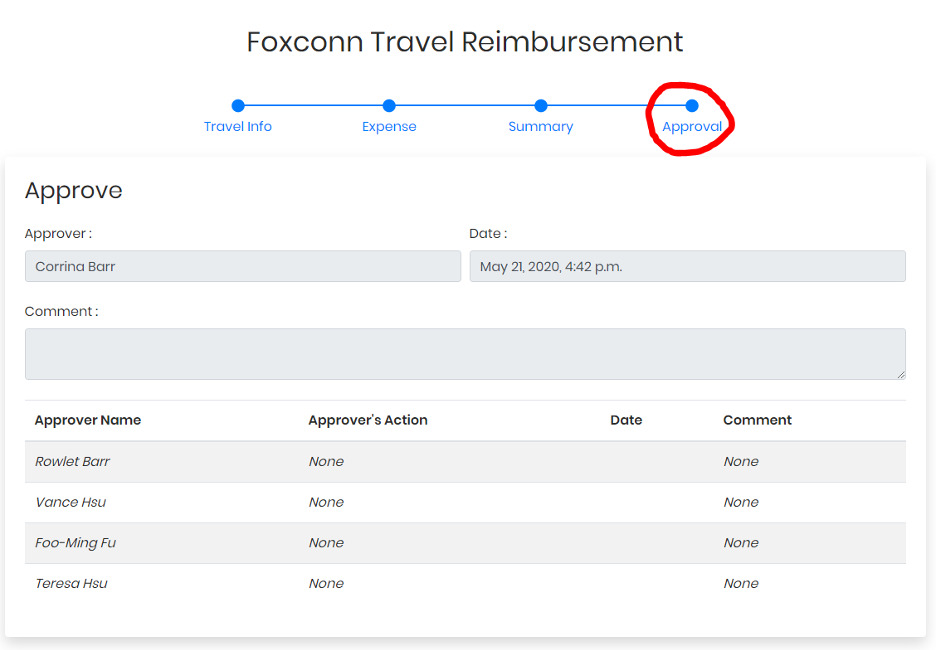 Foxconn Travel Reimbursement
Travel Info Expense Summary Approval
Approve
Approver : Date :
Corrina Barr May 21, 2020, 4:42 p.m.
Comment :
Approver Name Approver's Action Date Comment
Rowlet Barr None None
Vance Hsu None None
Foo-Ming Fu None None
Teresa Hsu None None